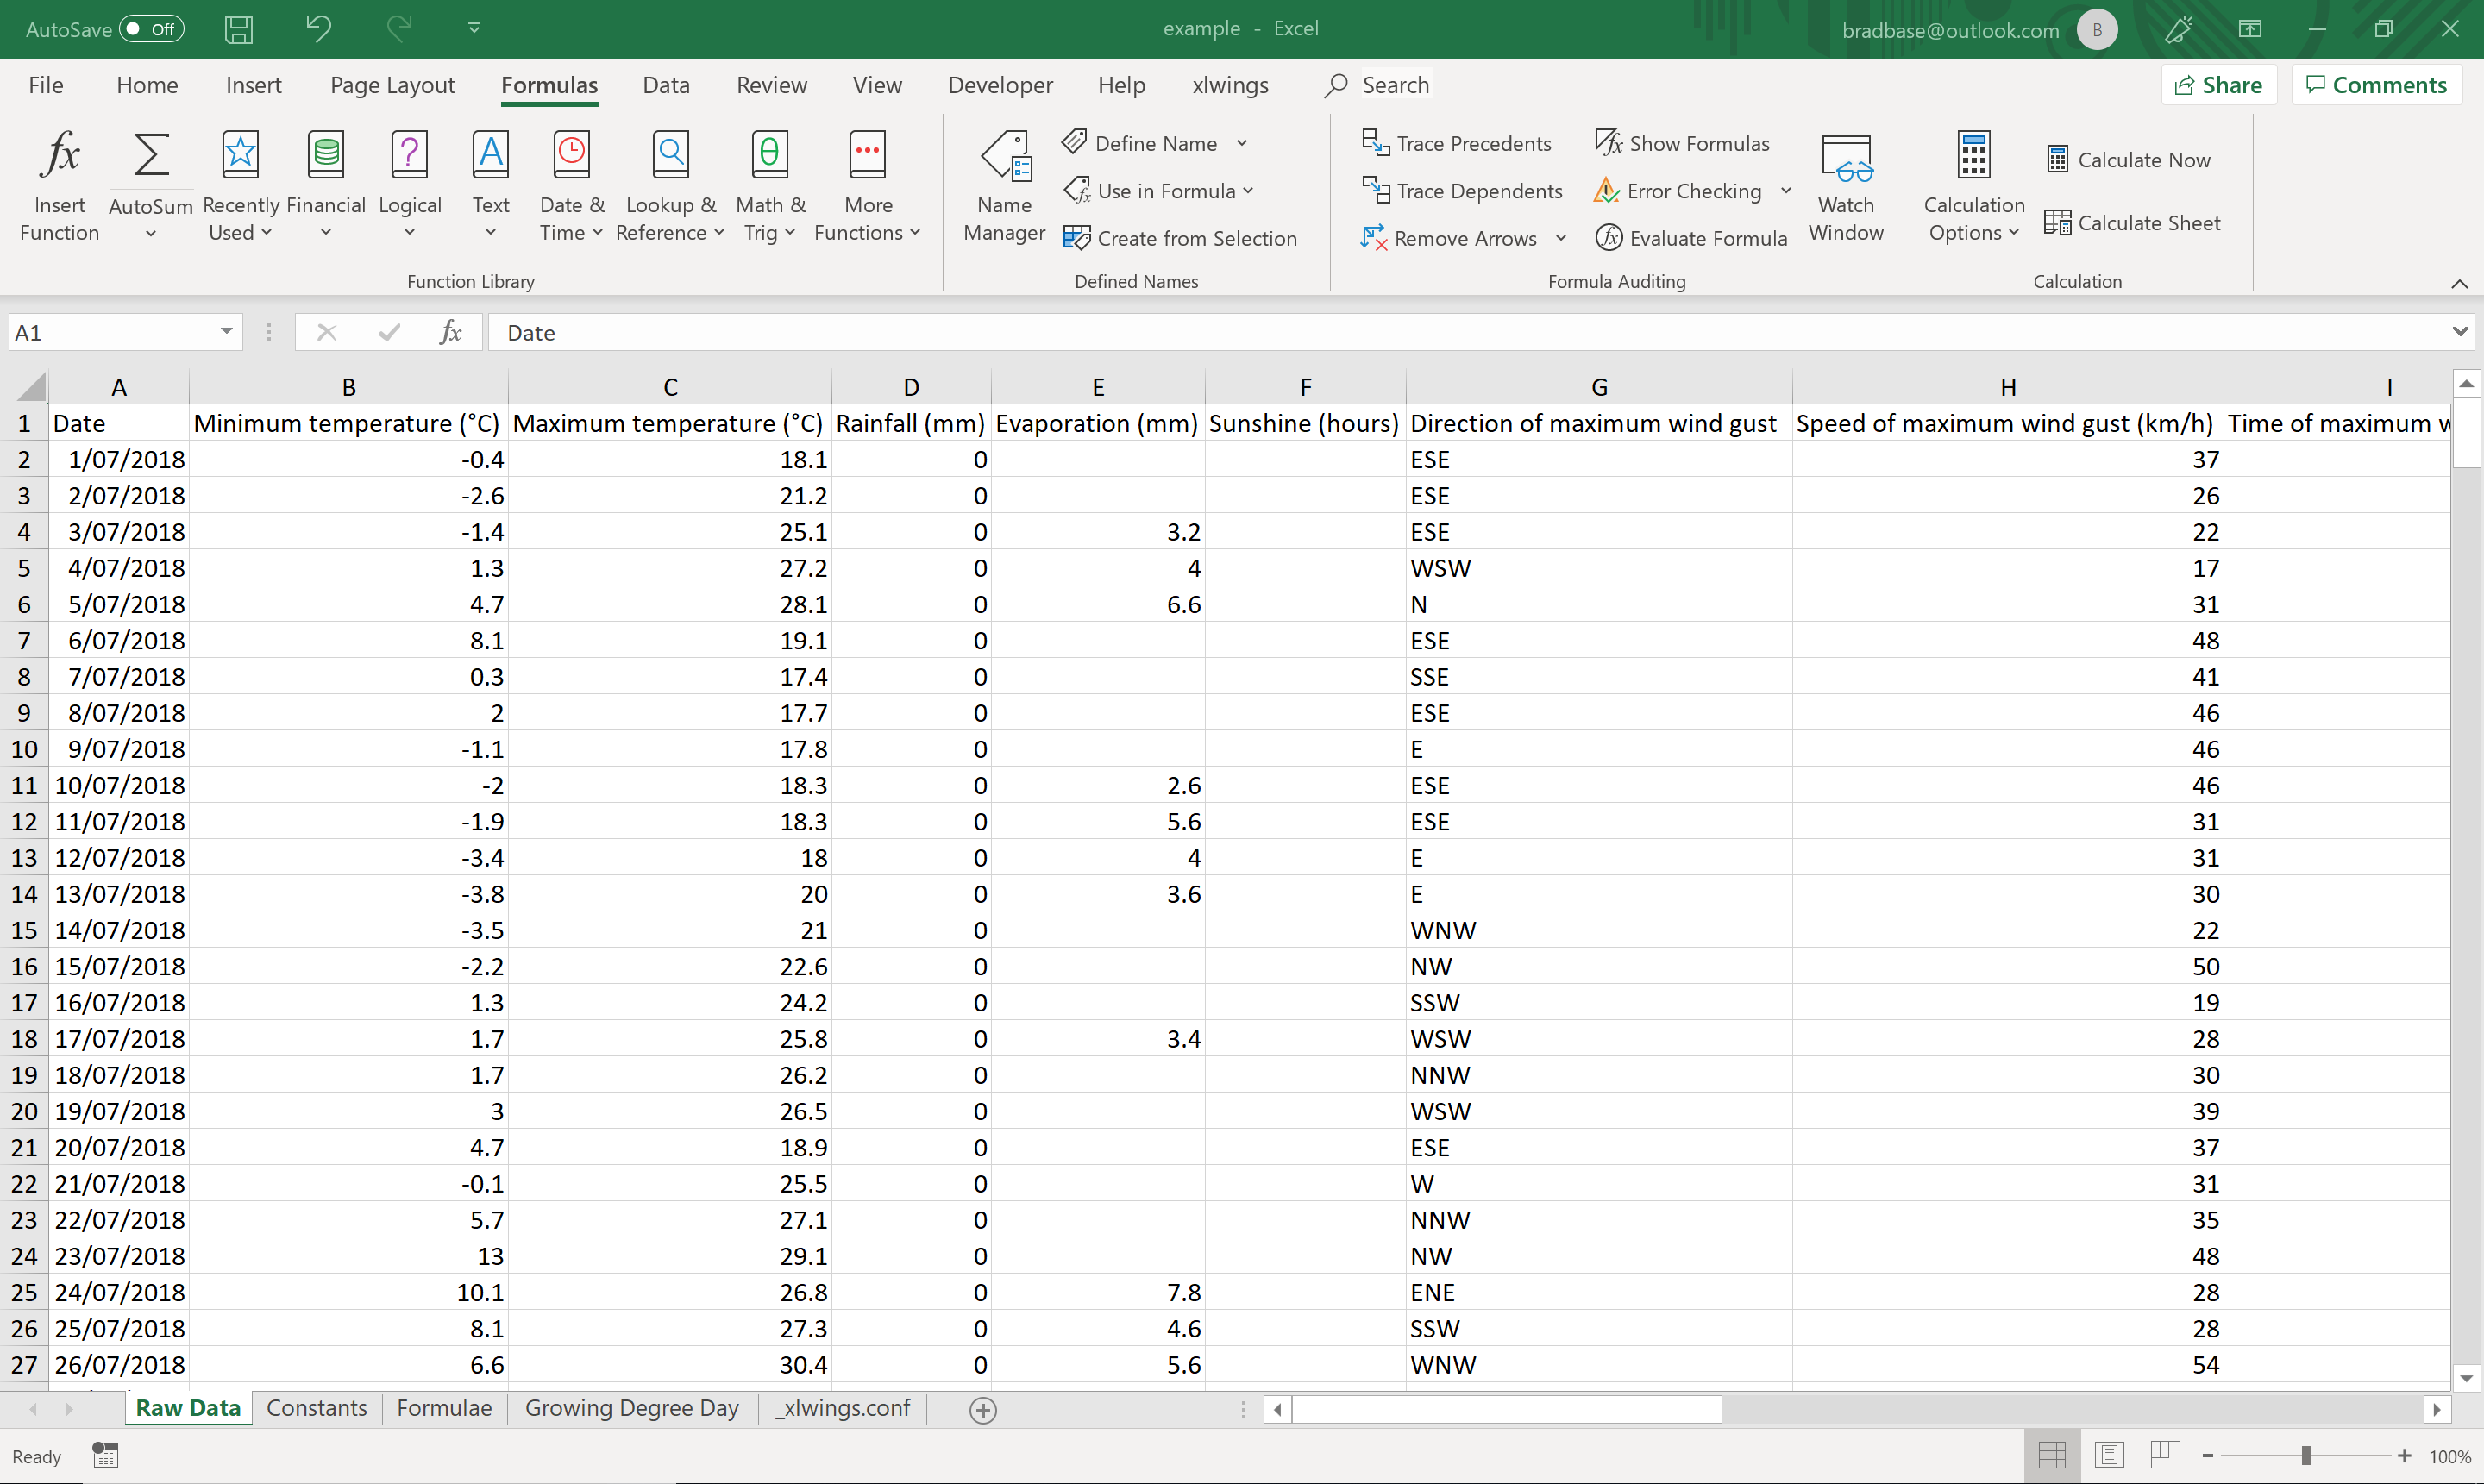 AutoSave Off example - Excel bradbase@outlook.com B
File Home Insert Page Layout Formulas Data Review View Developer Help xlwings Search Share Comments
Insert Function AutoSum Recently Used Financial Logical Text Date & Time Lookup & Reference Math & Trig More Functions
Function Library
Name Manager
Define Name
Use in Formula
Create from Selection
Defined Names
Trace Precedents Show Formulas
Trace Dependents Error Checking
Remove Arrows Evaluate Formula
Watch Window
Formula Auditing
Calculation Options
Calculate Now
Calculate Sheet
Calculation
A1 fx Date
A B C D E F G H I
1 Date Minimum temperature (°C) Maximum temperature (°C) Rainfall (mm) Evaporation (mm) Sunshine (hours) Direction of maximum wind gust Speed of maximum wind gust (km/h) Time of maximum
2 1/07/2018 -0.4 18.1 0 ESE 37
3 2/07/2018 -2.6 21.2 0 ESE 26
4 3/07/2018 -1.4 25.1 0 3.2 ESE 22
5 4/07/2018 1.3 27.2 0 4 WSW 17
6 5/07/2018 4.7 28.1 0 6.6 N 31
7 6/07/2018 8.1 19.1 0 ESE 48
8 7/07/2018 0.3 17.4 0 SSE 41
9 8/07/2018 2 17.7 0 ESE 46
10 9/07/2018 -1.1 17.8 0 E 46
11 10/07/2018 -2 18.3 0 2.6 ESE 46
12 11/07/2018 -1.9 18.3 0 5.6 ESE 31
13 12/07/2018 -3.4 18 0 4 E 31
14 13/07/2018 -3.8 20 0 3.6 E 30
15 14/07/2018 -3.5 21 0 WNW 22
16 15/07/2018 -2.2 22.6 0 NW 50
17 16/07/2018 1.3 24.2 0 SSW 19
18 17/07/2018 1.7 25.8 0 3.4 WSW 28
19 18/07/2018 1.7 26.2 0 NNW 30
20 19/07/2018 3 26.5 0 WSW 39
21 20/07/2018 4.7 18.9 0 ESE 37
22 21/07/2018 -0.1 25.5 0 W 31
23 22/07/2018 5.7 27.1 0 NNW 35
24 23/07/2018 13 29.1 0 NW 48
25 24/07/2018 10.1 26.8 0 7.8 ENE 28
26 25/07/2018 8.1 27.3 0 4.6 SSW 28
27 26/07/2018 6.6 30.4 0 5.6 WNW 54
Raw Data Constants Formulae Growing Degree Day _xlwings.conf
Ready 100%